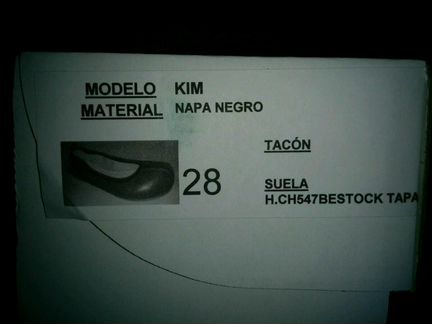 MODELO KIM
MATERIAL NAPA NEGRO
TACÓN
28
SUELA
H.CH547BESTOCK TAPA